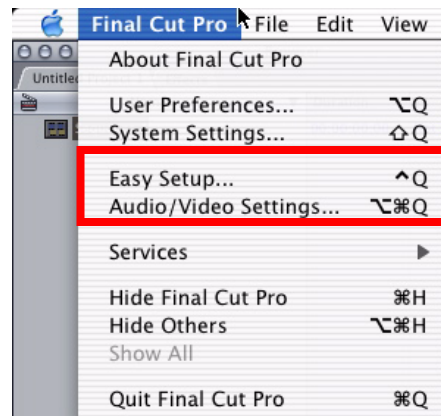 Final Cut Pro File Edit View
About Final Cut Pro
User Preferences... ⌥Q
System Settings... ⇧Q
Easy Setup... ^Q
Audio/Video Settings... ⌥⌘Q
Services ▶
Hide Final Cut Pro ⌘H
Hide Others ⌥⌘H
Show All
Quit Final Cut Pro ⌘Q